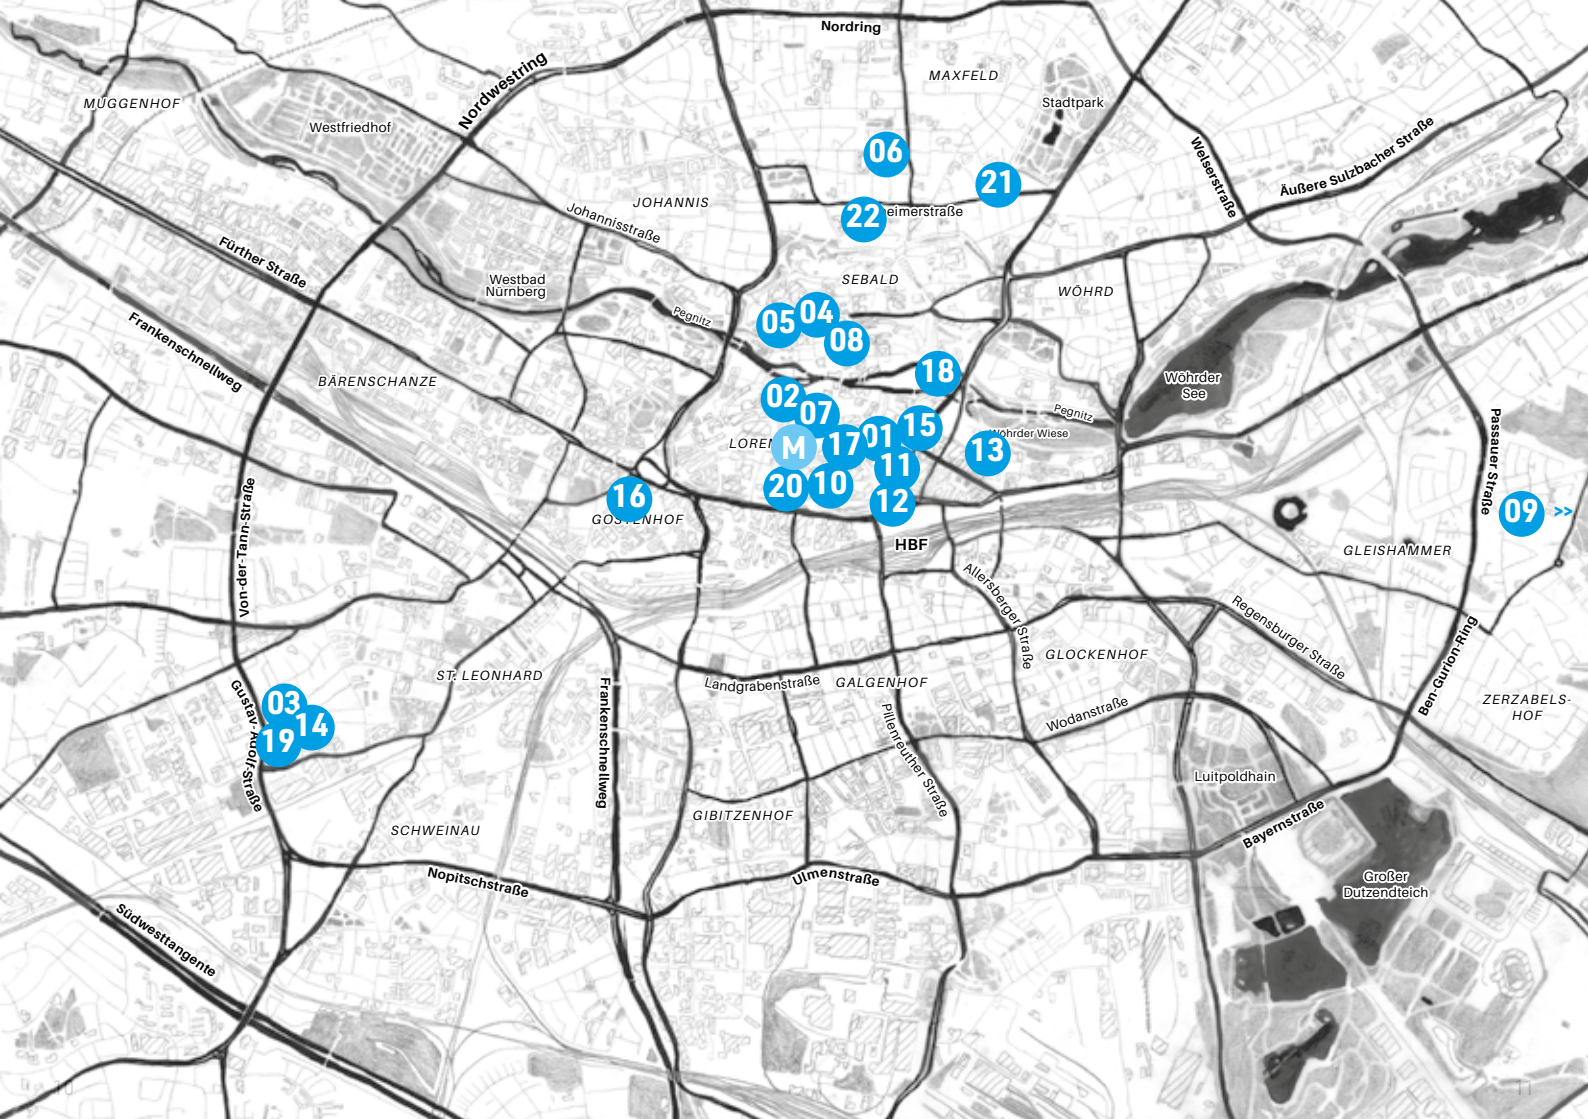 Nordring
Nordwestring
MAXFELD
MUGGENHOF
Stadtpark
Westfriedhof
06
Welserstraße
Äußere Sulzbacher Straße
21
JOHANNIS
Johannisstraße
22
eimerstraße
Fürther Straße
Westbad
Nürnberg
SEBALD
WÖHRD
Pegnitz
05
04
08
Frankenschnellweg
BÄRENSCHANZE
18
Wöhrder
See
02
07
Pegnitz
Wöhrder Wiese
LOREN
M
17
01
15
13
11
Passauer Straße
20
10
12
16
GOSTENHOF
09 >>
HBF
GLEISHAMMER
Von-der-Tann-Straße
Allersberger Straße
Regensburger Straße
GLOCKENHOF
ST. LEONHARD
Landgrabenstraße
GALGENHOF
Ben-Gurion-Ring
ZERZABELS-
HOF
Gustav-Adolf-Straße
03
14
19
Frankenschnellweg
Pillenreuther Straße
Wodanstraße
Luitpoldhain
GIBITZENHOF
SCHWEINAU
Bayernstraße
Nopitschstraße
Ulmenstraße
Großer
Dutzendteich
Südwesttangente
10
11